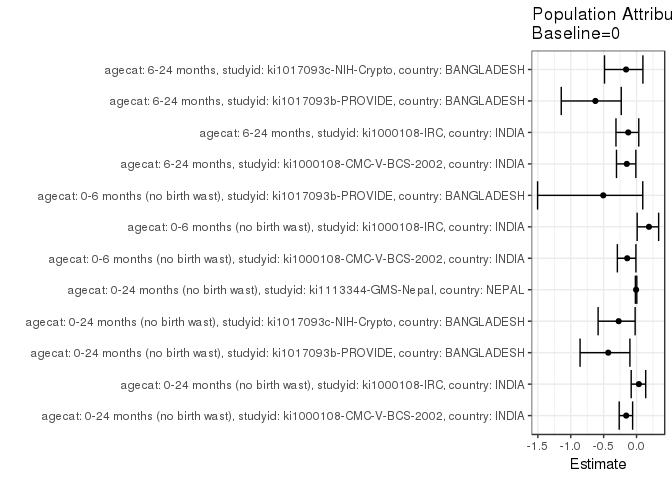 Population Attribu
Baseline=0
agecat: 6-24 months, studyid: ki1017093c-NIH-Crypto, country: BANGLADESH
agecat: 6-24 months, studyid: ki1017093b-PROVIDE, country: BANGLADESH
agecat: 6-24 months, studyid: ki1000108-IRC, country: INDIA
agecat: 6-24 months, studyid: ki1000108-CMC-V-BCS-2002, country: INDIA
agecat: 0-6 months (no birth wast), studyid: ki1017093b-PROVIDE, country: BANGLADESH
agecat: 0-6 months (no birth wast), studyid: ki1000108-IRC, country: INDIA
agecat: 0-6 months (no birth wast), studyid: ki1000108-CMC-V-BCS-2002, country: INDIA
agecat: 0-24 months (no birth wast), studyid: ki1113344-GMS-Nepal, country: NEPAL
agecat: 0-24 months (no birth wast), studyid: ki1017093c-NIH-Crypto, country: BANGLADESH
agecat: 0-24 months (no birth wast), studyid: ki1017093b-PROVIDE, country: BANGLADESH
agecat: 0-24 months (no birth wast), studyid: ki1000108-IRC, country: INDIA
agecat: 0-24 months (no birth wast), studyid: ki1000108-CMC-V-BCS-2002, country: INDIA
-1.5 -1.0 -0.5 0.0
Estimate